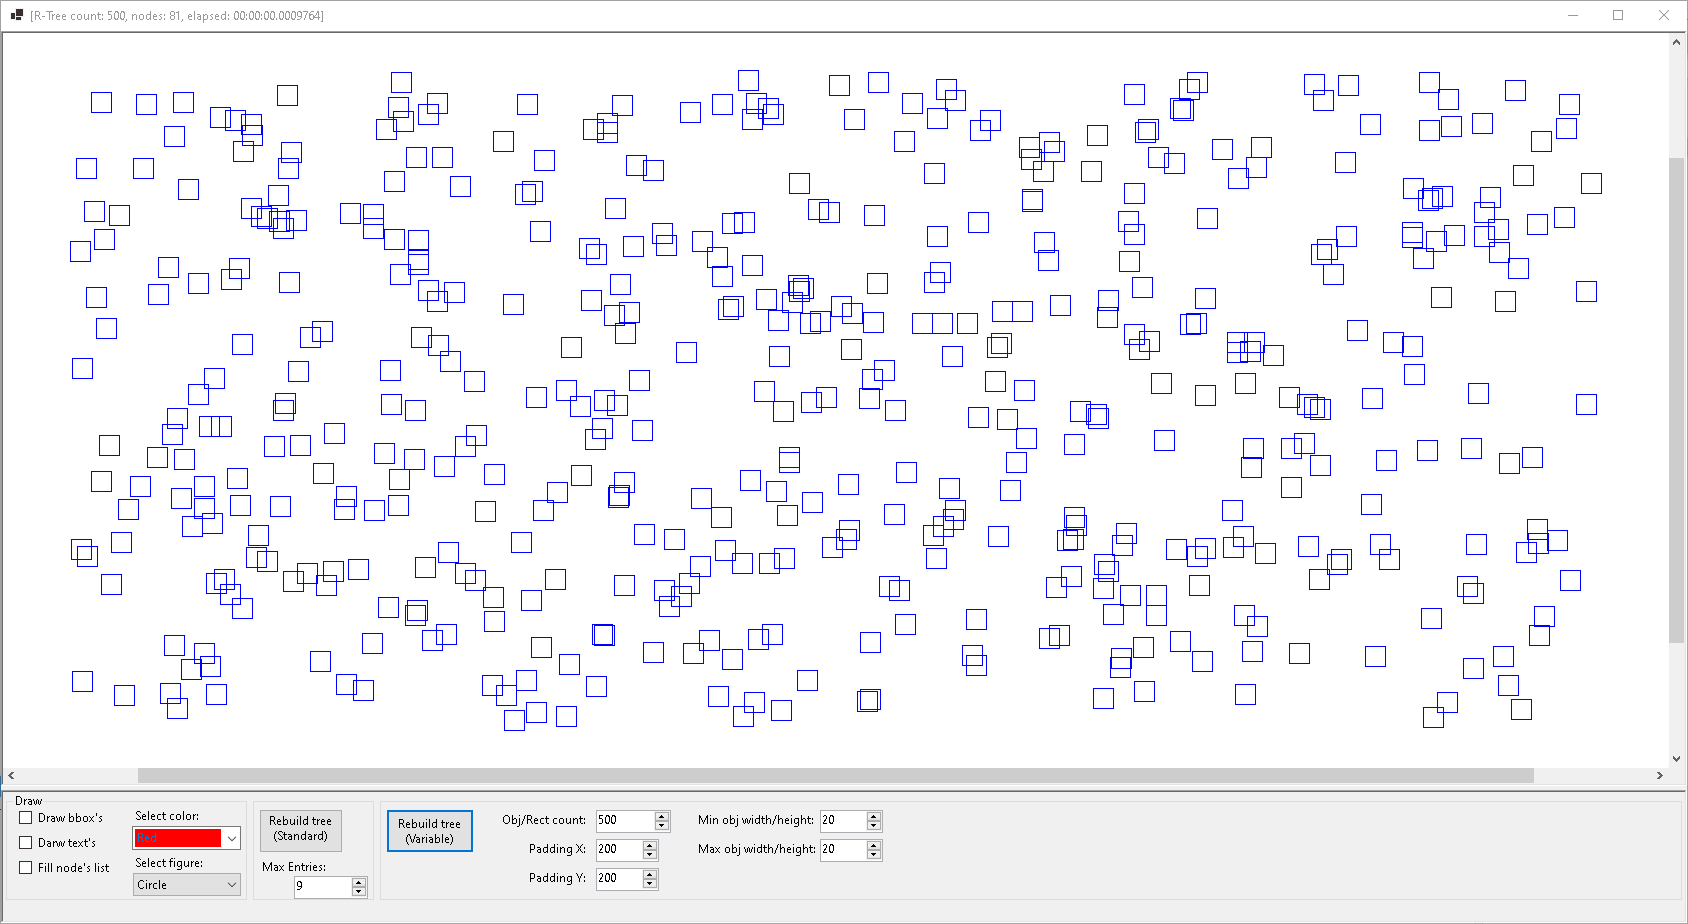 [R-Tree count: 500, nodes: 81, elapsed: 00:00:00.0009764]
Draw
Draw bbox's
Darw text's
Fill node's list
Select color:
Red
Select figure:
Circle
Rebuild tree
(Standard)
Max Entries:
9
Rebuild tree
(Variable)
Obj/Rect count: 500
Padding X: 200
Padding Y: 200
Min obj width/height: 20
Max obj width/height: 20